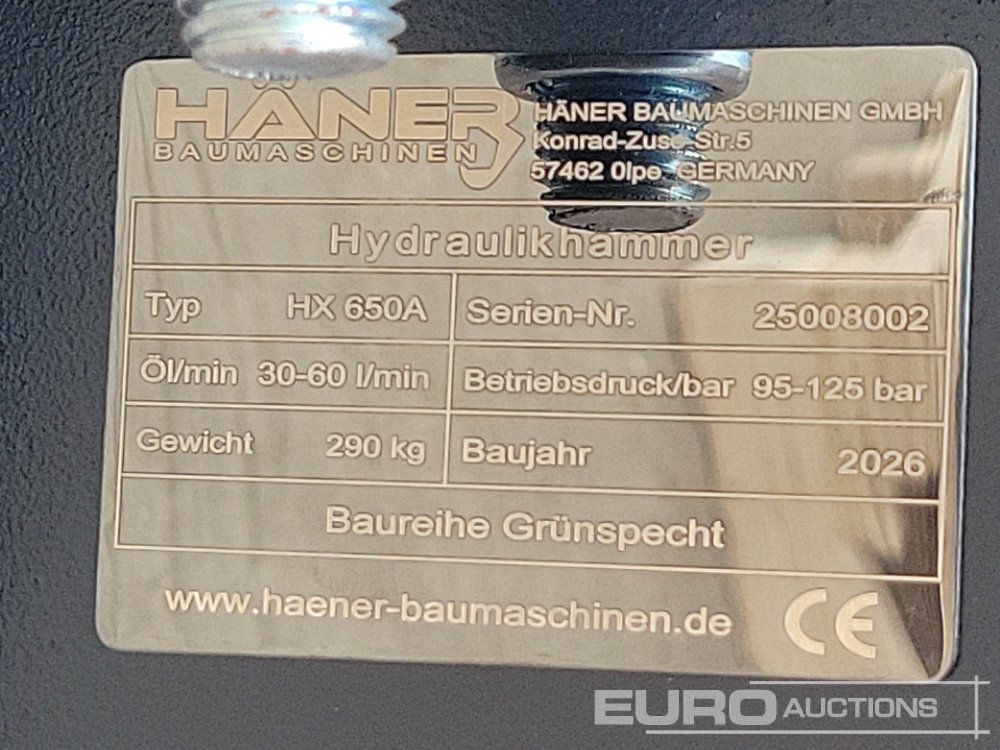 HÄNER
BAUMASCHINEN
HÄNER BAUMASCHINEN GMBH
Konrad-Zuse-Str.5
57462 Olpe, GERMANY
Hydraulikhammer
Typ HX 650A Serien-Nr. 25008002
Öl/min 30-60 l/min Betriebsdruck/bar 95-125 bar
Gewicht 290 kg Baujahr 2026
Baureihe Grünspecht
www.haener-baumaschinen.de
CE
EURO AUCTIONS